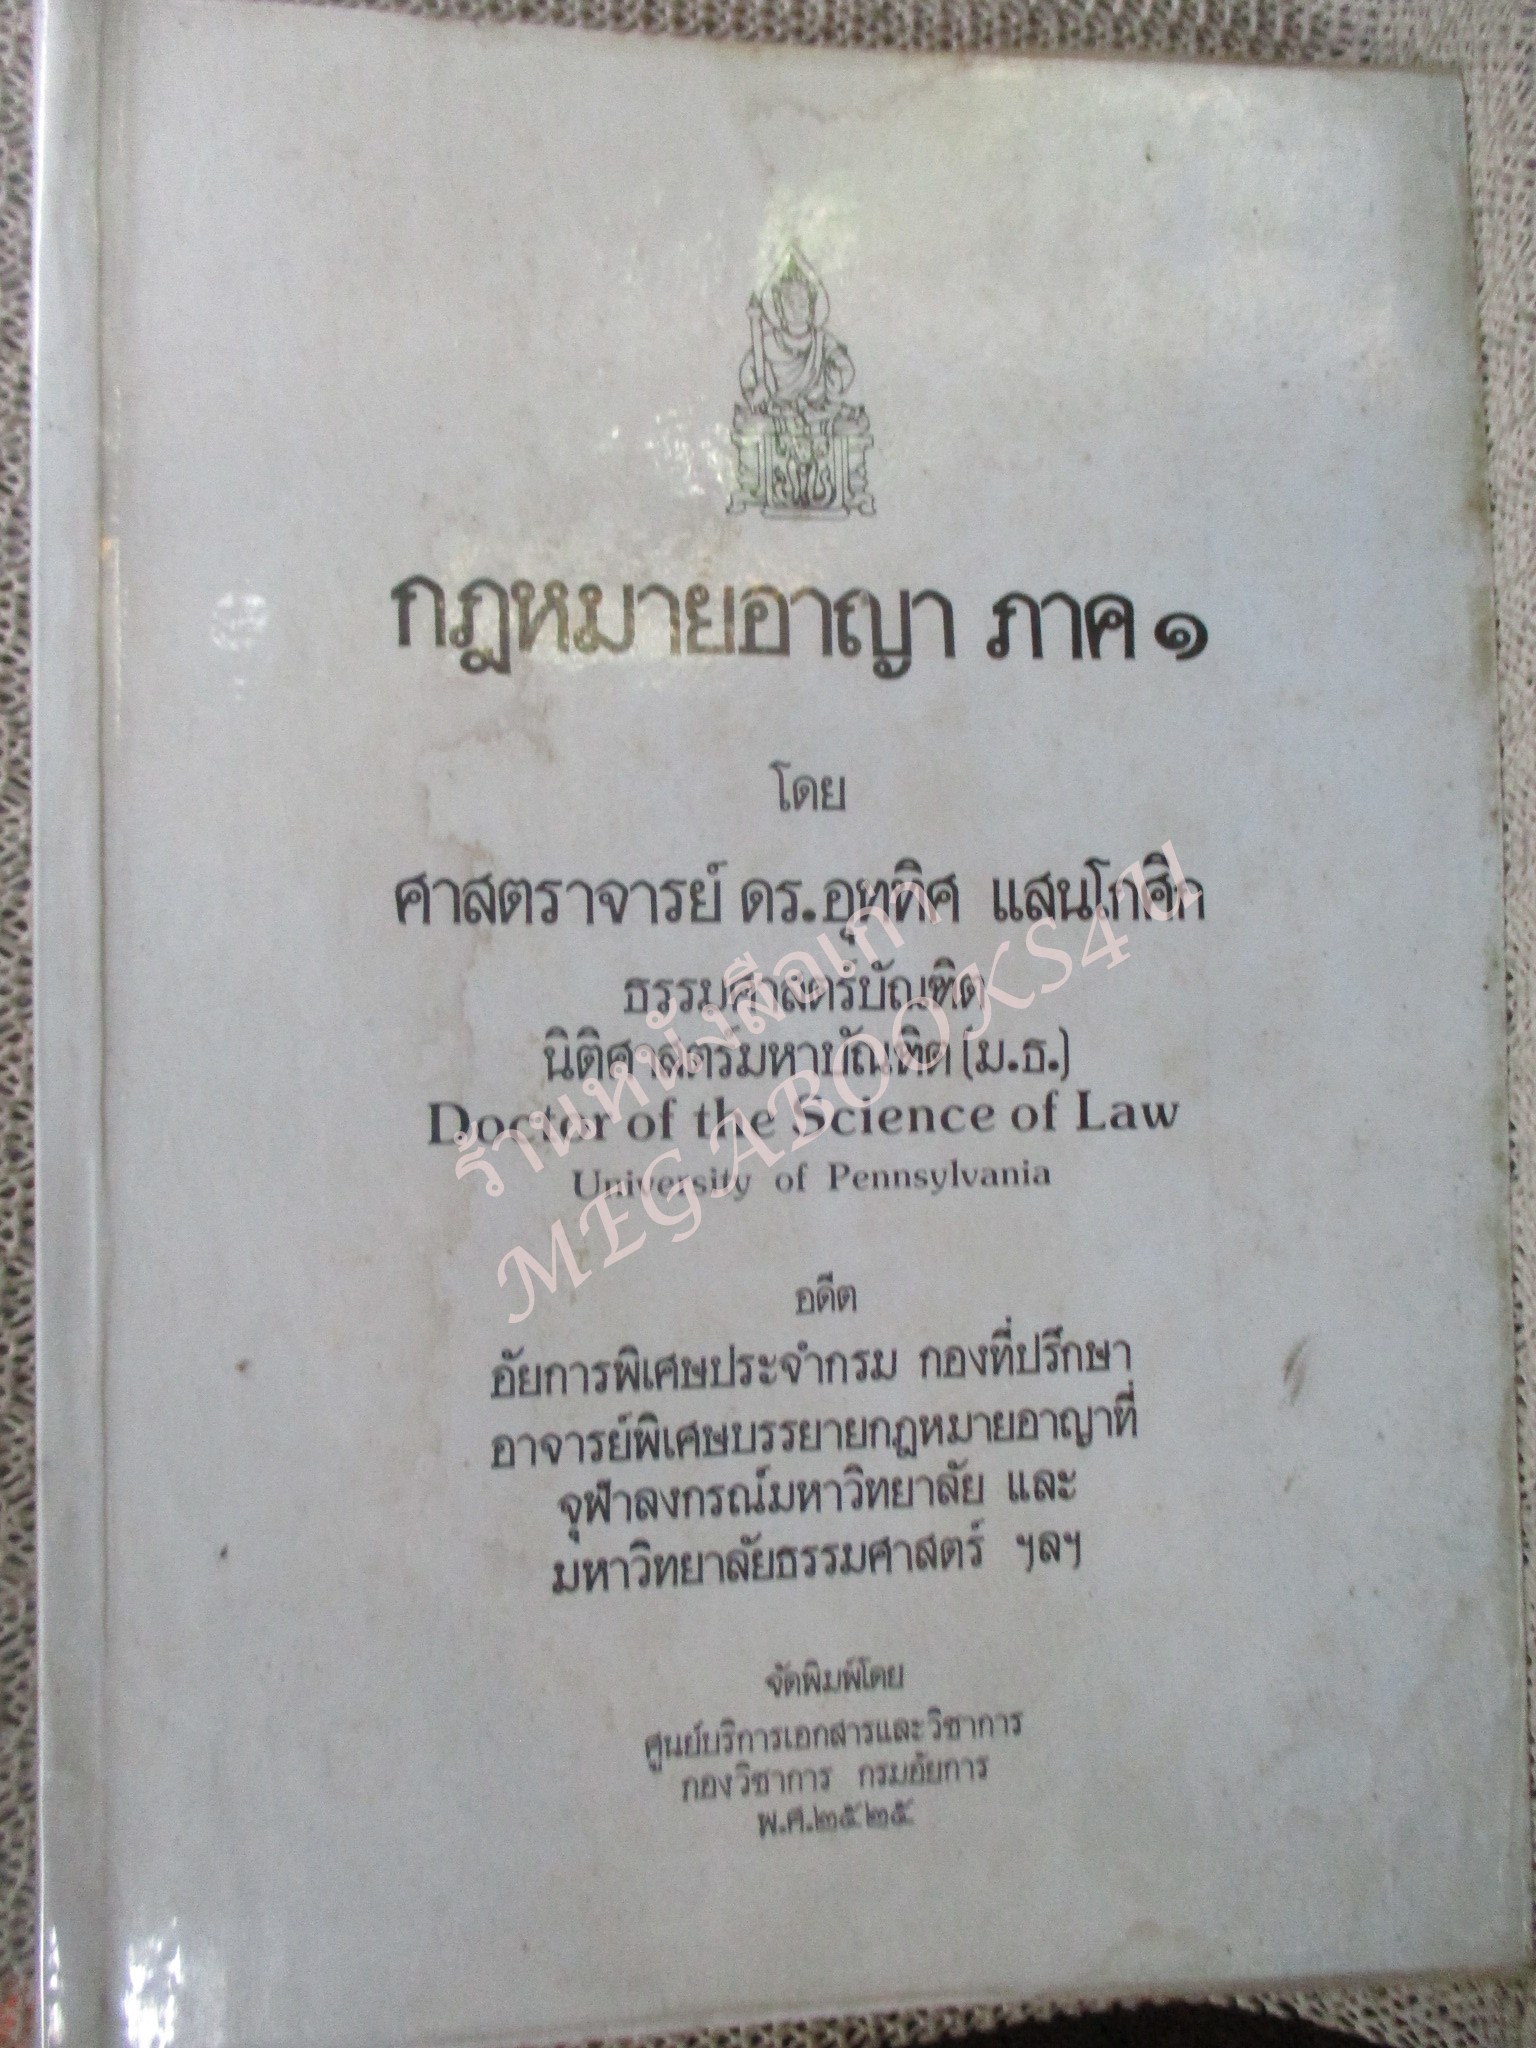 กฎหมายอาญา ภาค ๑
โดย
ศาสตราจารย์ ดร.อุททิศ แสนโกศิก
ธรรมศาสตร์บัณฑิต
นิติศาสตร์มหาบัณฑิต (ม.ธ.)
Doctor of the Science of Law
University of Pennsylvania
อดีต
อัยการพิเศษประจำกรม กองที่ปรึกษา
อาจารย์พิเศษบรรยายกฎหมายอาญาที่
จุฬาลงกรณ์มหาวิทยาลัย และ
มหาวิทยาลัยธรรมศาสตร์ ฯลฯ
จัดพิมพ์โดย
ศูนย์บริการเอกสารและวิชาการ
กองวิชาการ กรมอัยการ
พ.ศ.๒๕๒๕
ร้านหนังสือเก่า
MEGABOOKS4U